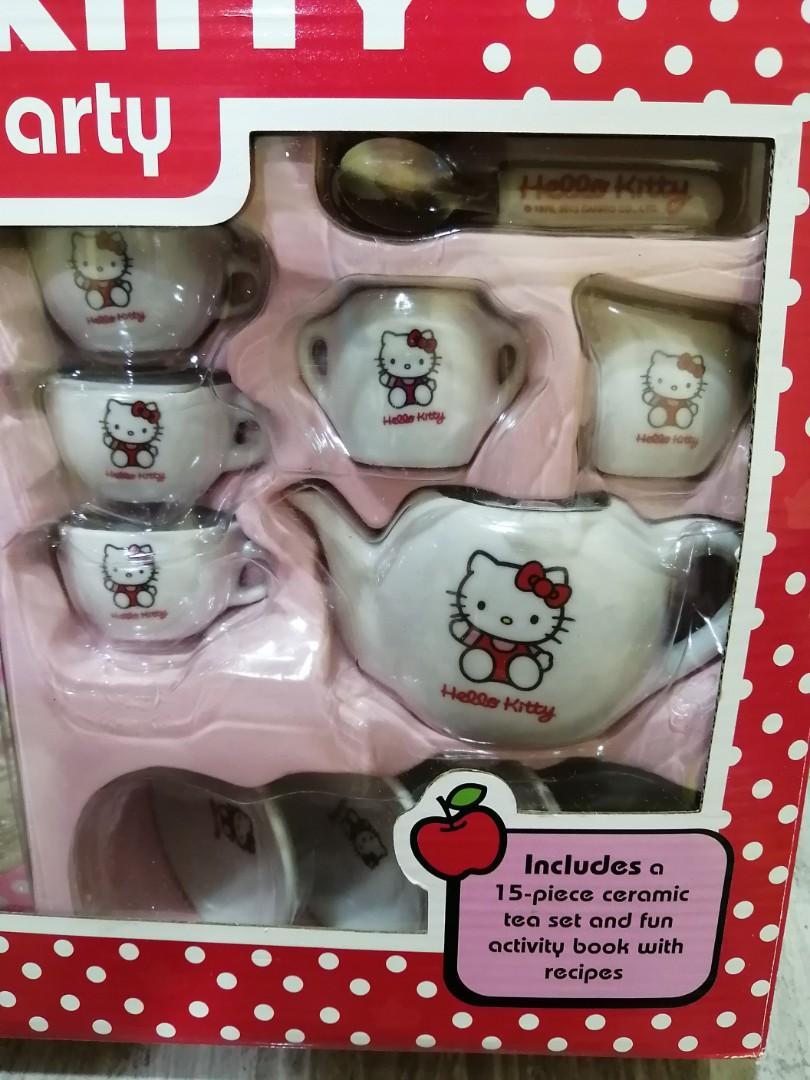 KITTY
arty
Hello Kitty
Hello Kitty
Hello Kitty
Hello Kitty
Hello Kitty
Hello Kitty
Hello Kitty
Includes a
15-piece ceramic
tea set and fun
activity book with
recipes